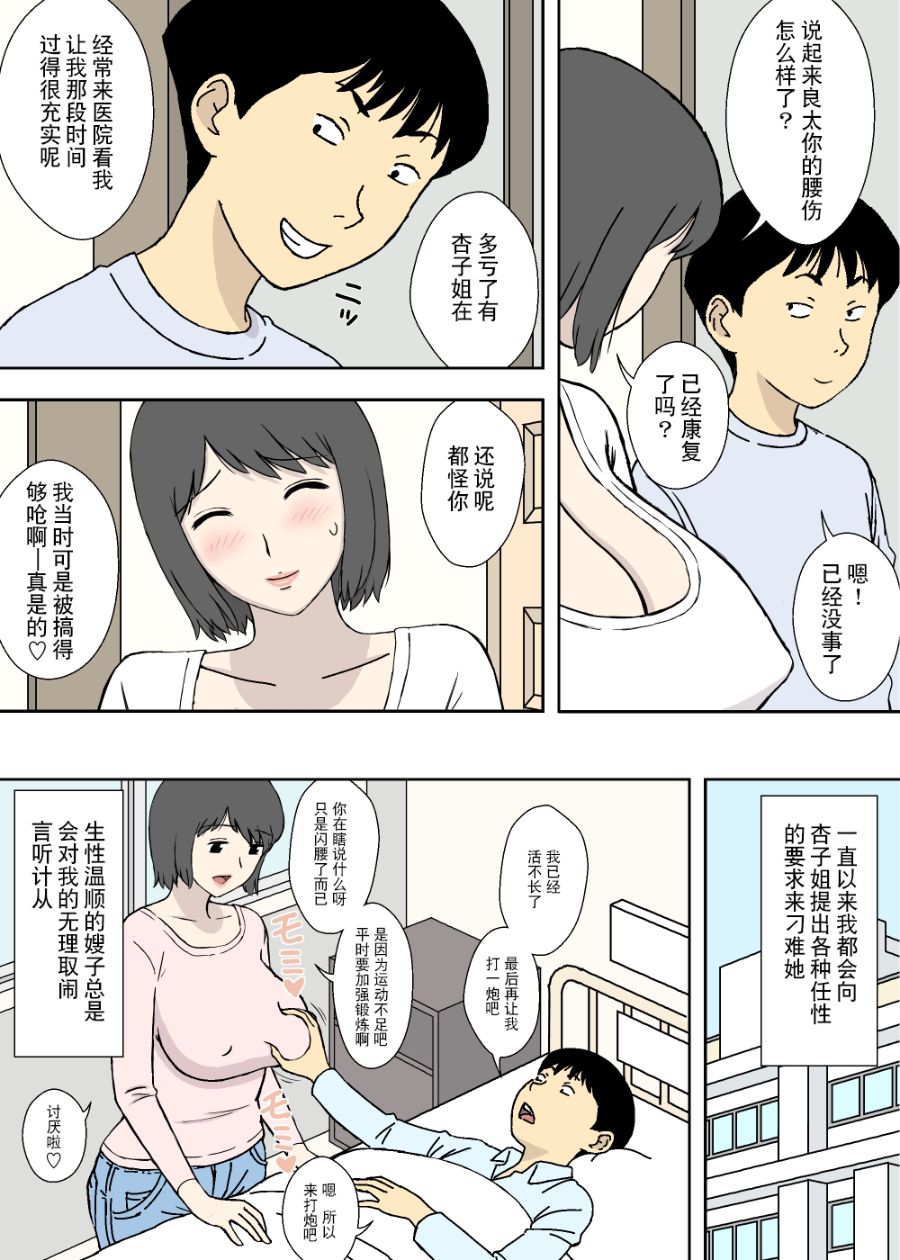 说起来良太你的腰伤
怎么样了？
已经康复
了吗？
嗯！
已经没事了
多亏了有
杏子姐在
经常来医院看我
让我那段时间
过得很充实呢
还说呢
都怪你
我当时可是被搞得
够呛啊—真是的♡
一直以来我都会向
杏子姐提出各种任性
的要求来刁难她
我已经
活不长了
最后再让我
打一炮吧
你在瞎说什么呀
只是闪腰了而已
是因为运动不足吧
平时要加强锻炼啊
モミ♡
モミ♡
嗯 所以
来打炮吧
讨厌啦♡
生性温顺的嫂子总是
会对我的无理取闹
言听计从